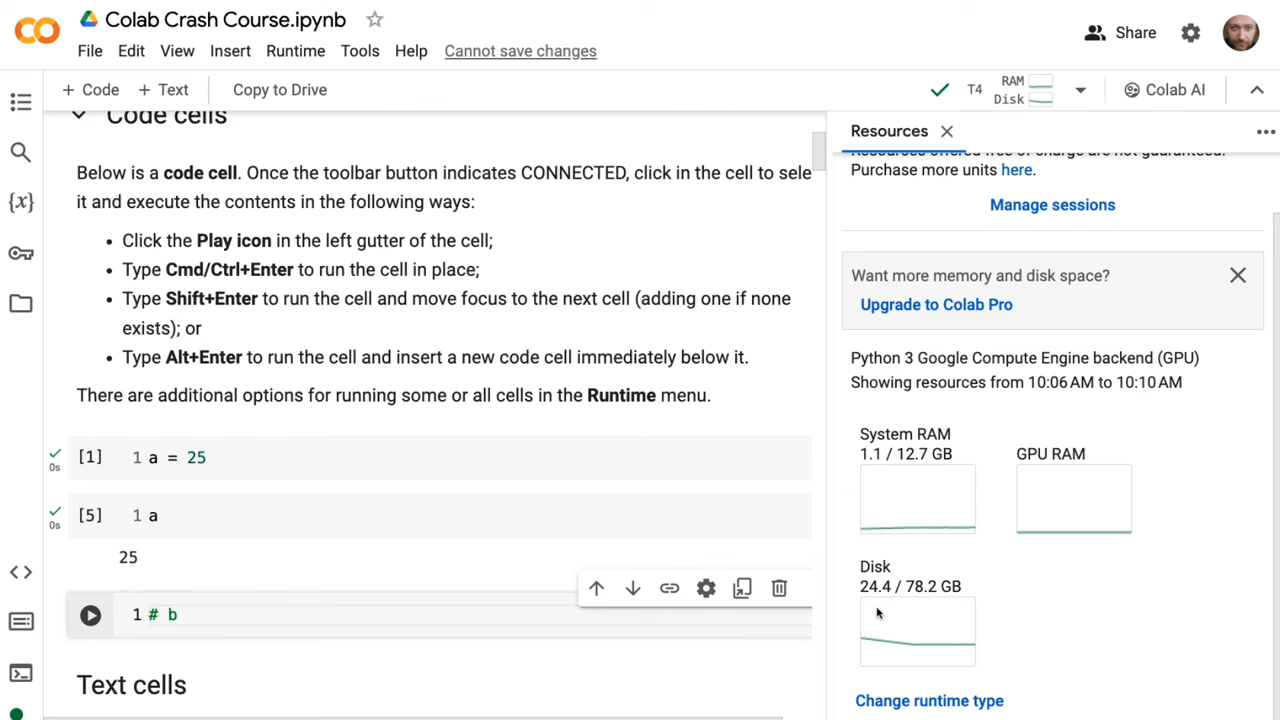 Colab Crash Course.ipynb
File Edit View Insert Runtime Tools Help Cannot save changes
Share
+ Code + Text Copy to Drive
T4 RAM Disk
Colab AI
Code cells
Below is a code cell. Once the toolbar button indicates CONNECTED, click in the cell to sele
it and execute the contents in the following ways:
• Click the Play icon in the left gutter of the cell;
• Type Cmd/Ctrl+Enter to run the cell in place;
• Type Shift+Enter to run the cell and move focus to the next cell (adding one if none
exists); or
• Type Alt+Enter to run the cell and insert a new code cell immediately below it.
There are additional options for running some or all cells in the Runtime menu.
0s [1] 1 a = 25
0s [5] 1 a
25
1 # b
Text cells
Resources
Resources offered free of charge are not guaranteed.
Purchase more units here.
Manage sessions
Want more memory and disk space?
Upgrade to Colab Pro
Python 3 Google Compute Engine backend (GPU)
Showing resources from 10:06 AM to 10:10 AM
System RAM
1.1 / 12.7 GB
GPU RAM
Disk
24.4 / 78.2 GB
Change runtime type
{x}